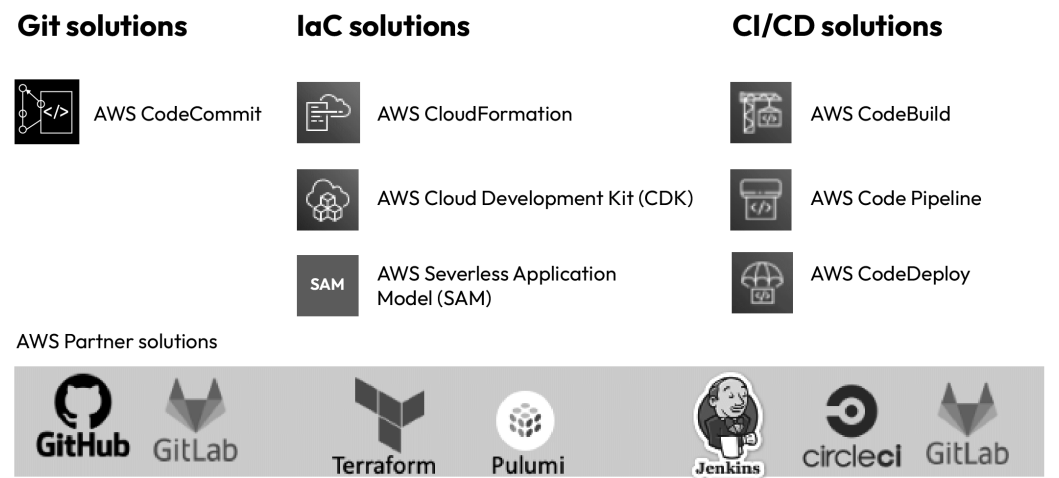 Git solutions
AWS CodeCommit
IaC solutions
AWS CloudFormation
AWS Cloud Development Kit (CDK)
SAM
AWS Severless Application
Model (SAM)
CI/CD solutions
AWS CodeBuild
AWS Code Pipeline
AWS CodeDeploy
AWS Partner solutions
GitHub
GitLab
Terraform
Pulumi
Jenkins
circleci
GitLab